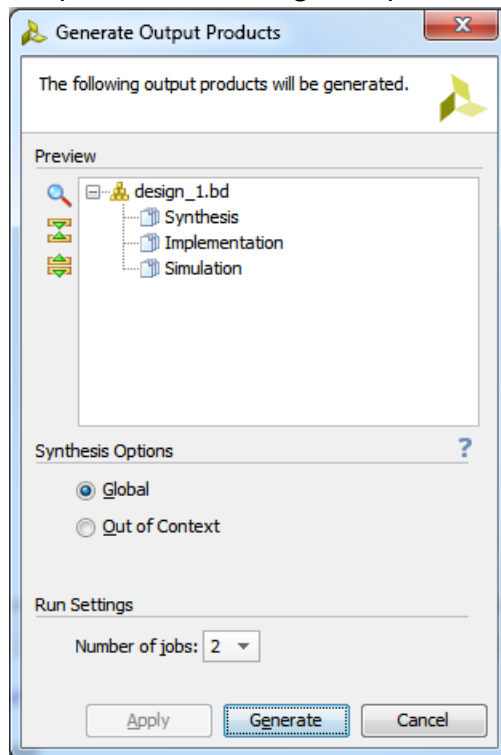 Generate Output Products
The following output products will be generated.
Preview
design_1.bd
Synthesis
Implementation
Simulation
Synthesis Options
?
Global
Out of Context
Run Settings
Number of jobs: 2
Apply Generate Cancel